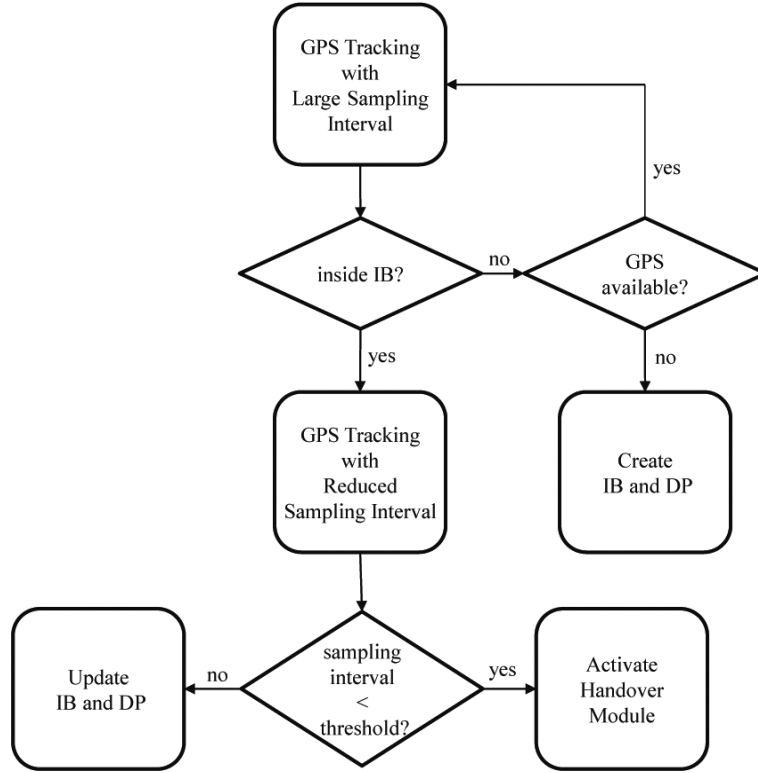 GPS Tracking
with
Large Sampling
Interval
yes
inside IB?
no
GPS
available?
yes
no
GPS Tracking
with
Reduced
Sampling Interval
Create
IB and DP
Update
IB and DP
no
sampling
interval
<
threshold?
yes
Activate
Handover
Module